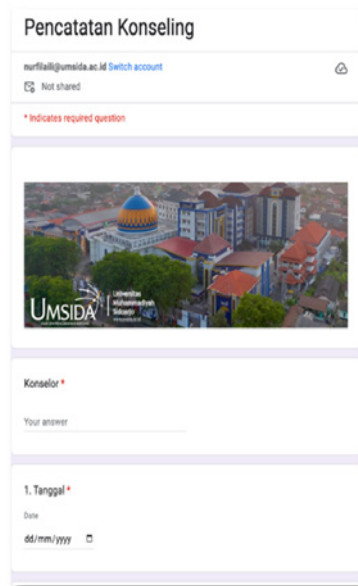 Pencatatan Konseling
nurfilaili@umsida.ac.id Switch account
Not shared
* Indicates required question
UMSIDA
Universitas
Muhammadiyah
Sidoarjo
Konselor *
Your answer
1. Tanggal *
Date
dd/mm/yyyy